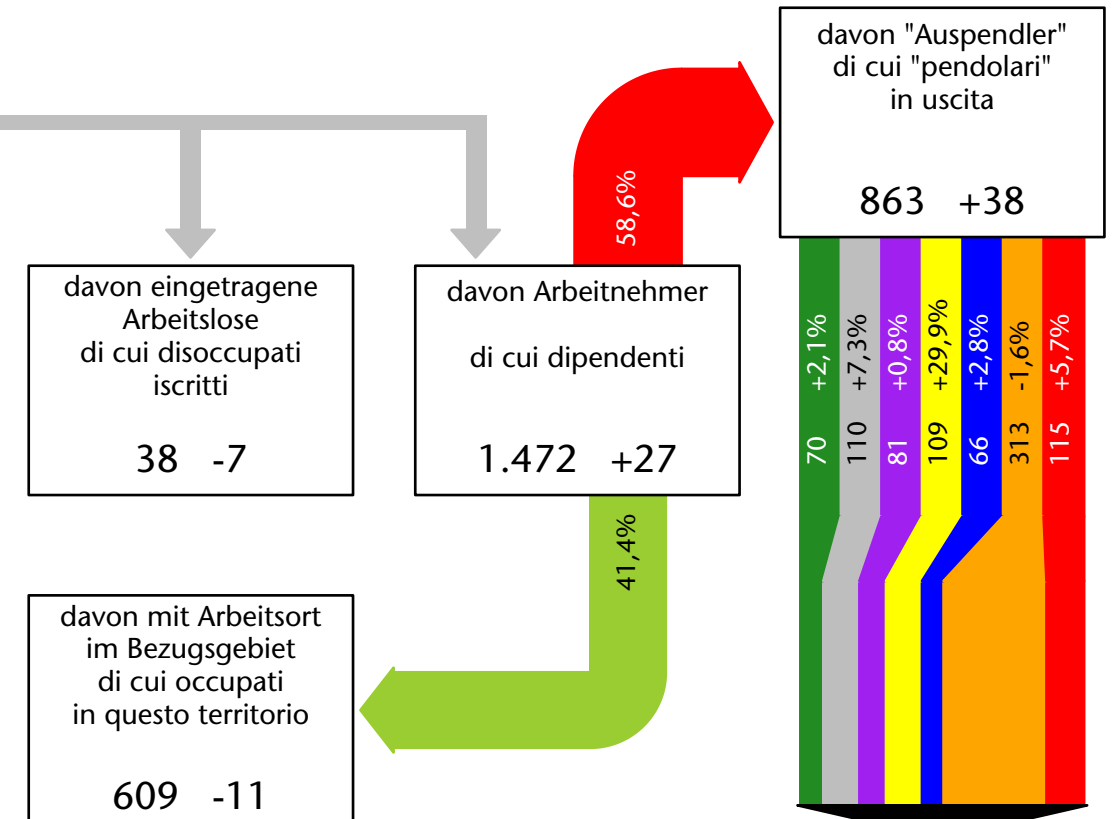 davon "Auspendler"
di cui "pendolari"
in uscita
863 +38
58,6%
davon eingetragene
Arbeitslose
di cui disoccupati
iscritti
38 -7
davon Arbeitnehmer
di cui dipendenti
1.472 +27
70 +2,1%
110 +7,3%
81 +0,8%
109 +29,9%
66 +2,8%
313 -1,6%
115 +5,7%
41,4%
davon mit Arbeitsort
im Bezugsgebiet
di cui occupati
in questo territorio
609 -11